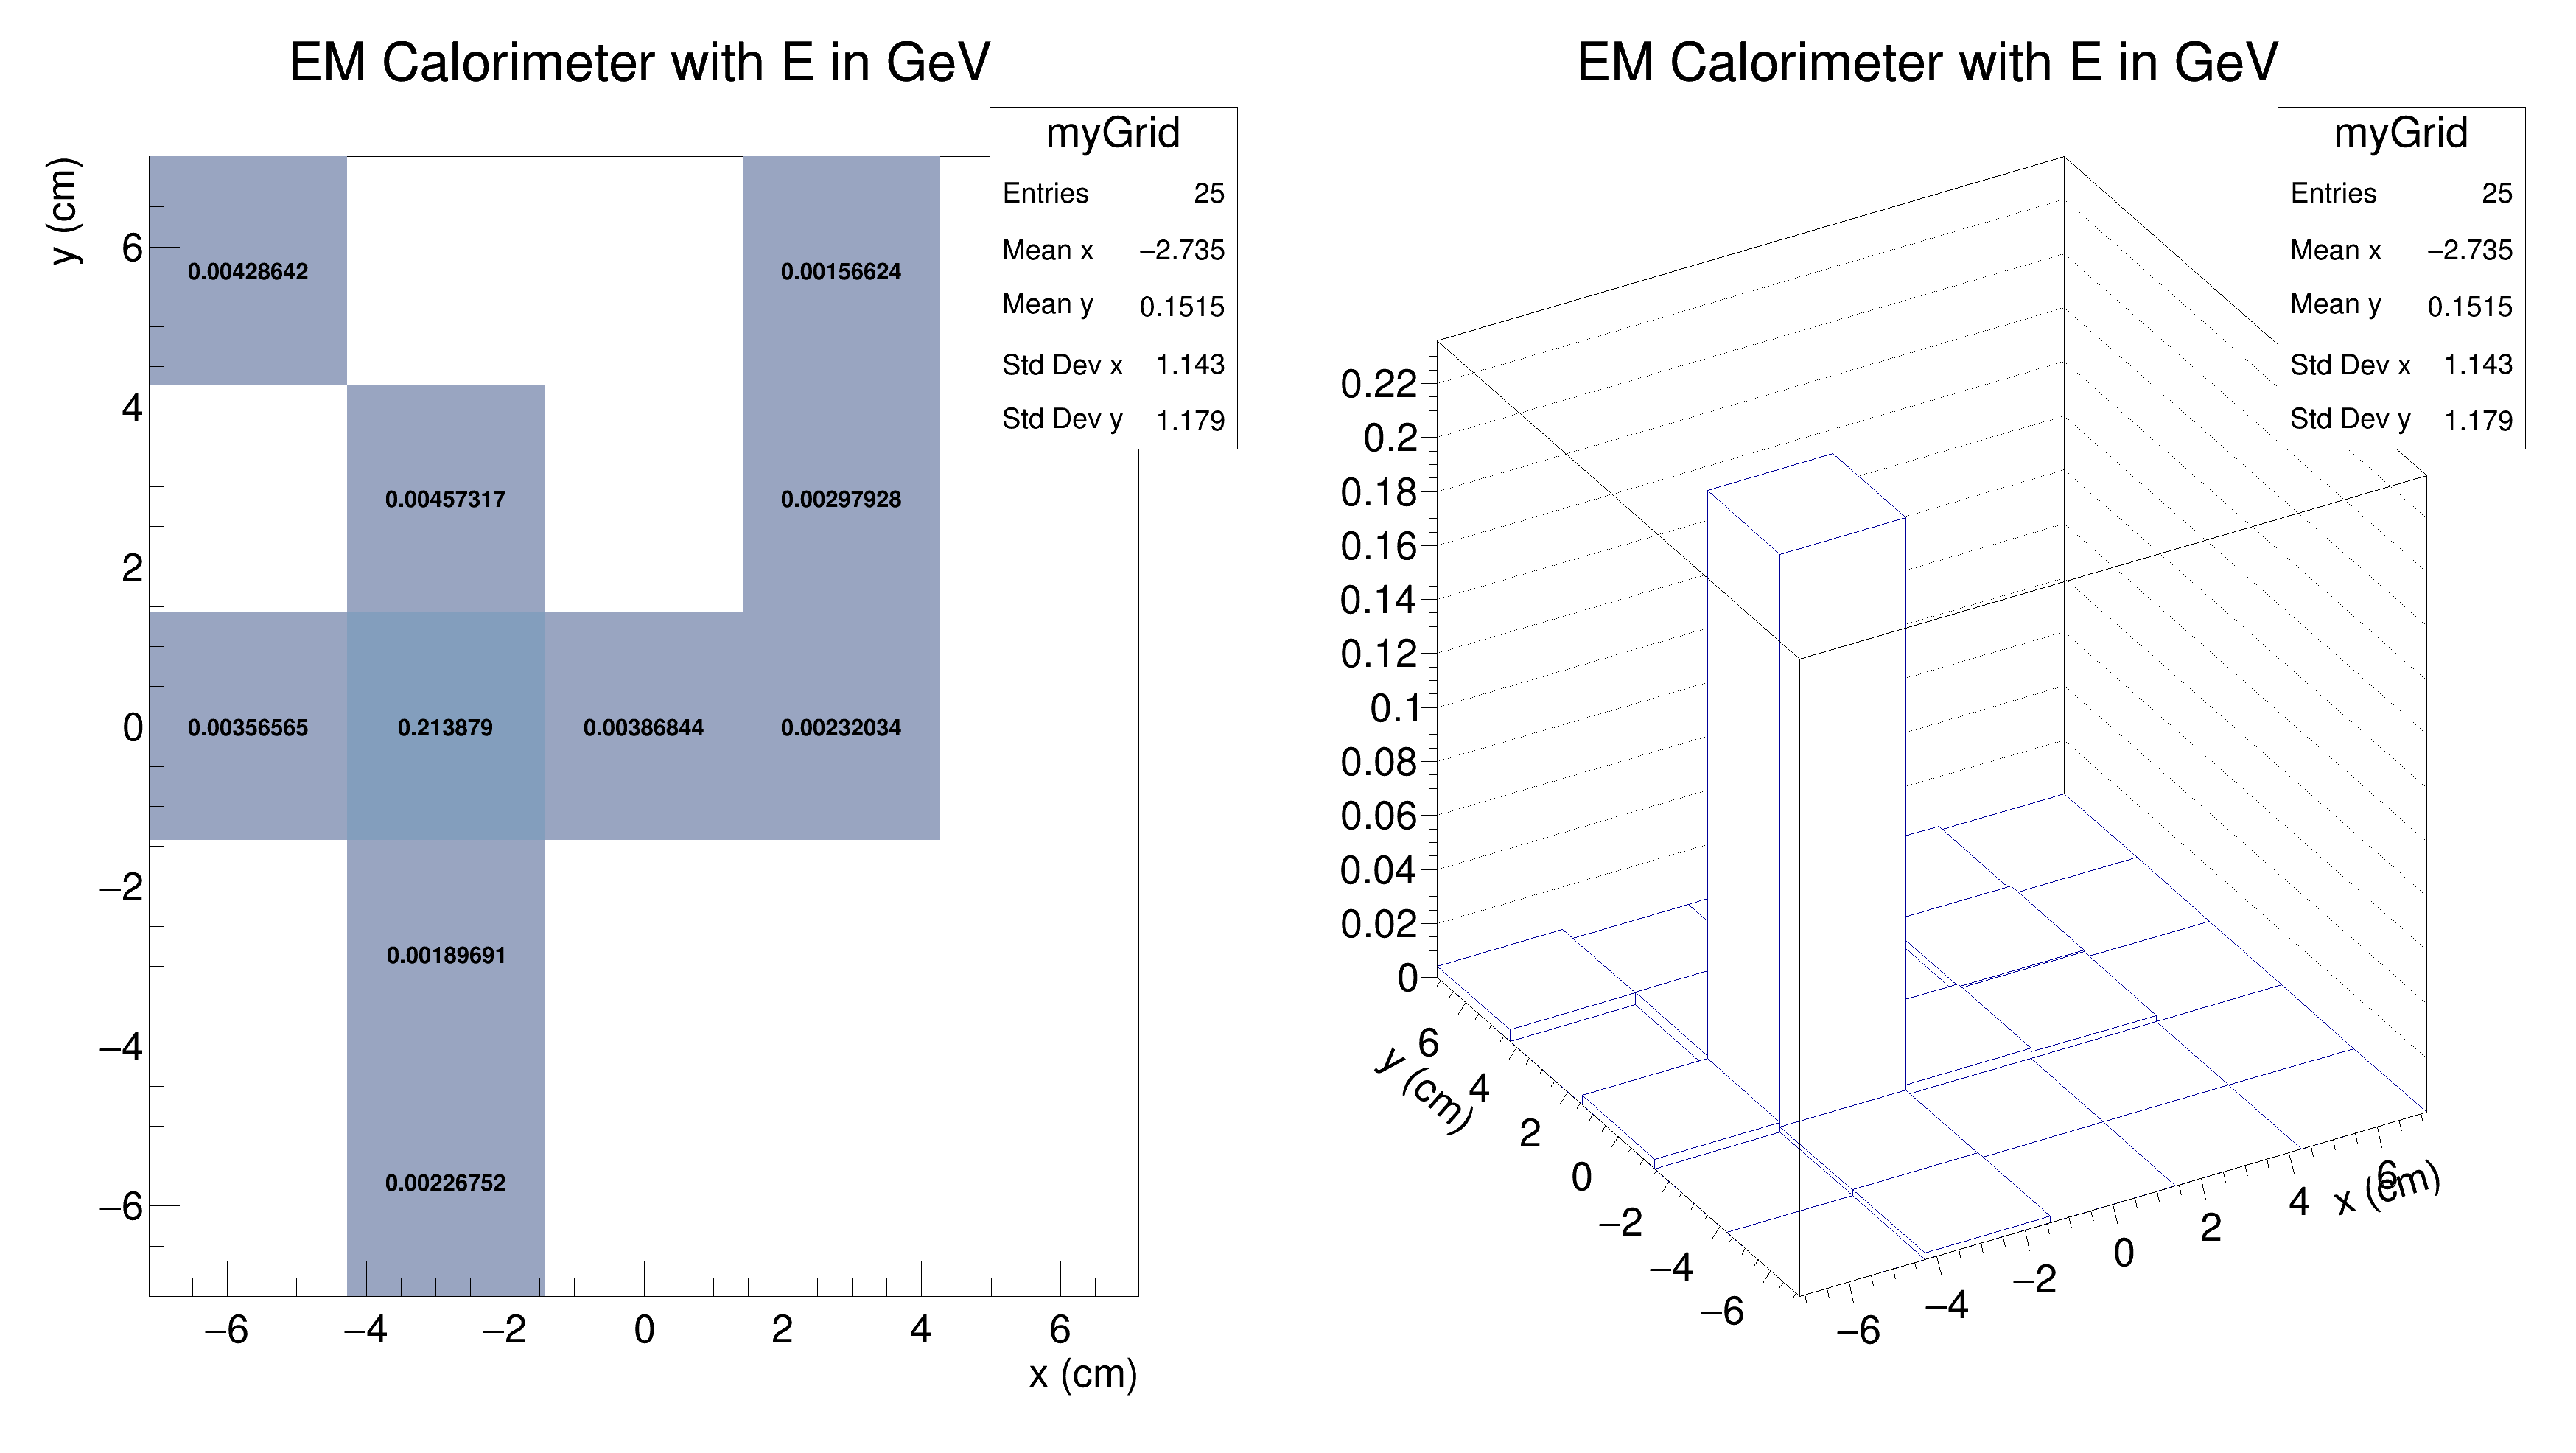 EM Calorimeter with E in GeV
myGrid
Entries 25
Mean x −2.735
Mean y 0.1515
Std Dev x 1.143
Std Dev y 1.179
y (cm)
6
4
2
0
−2
−4
−6
0.00428642
0.00156624
0.00457317
0.00297928
0.00356565
0.213879
0.00386844
0.00232034
0.00189691
0.00226752
−6
−4
−2
0
2
4
6
x (cm)
EM Calorimeter with E in GeV
myGrid
Entries 25
Mean x −2.735
Mean y 0.1515
Std Dev x 1.143
Std Dev y 1.179
0.22
0.2
0.18
0.16
0.14
0.12
0.1
0.08
0.06
0.04
0.02
0
y (cm)
6
4
2
0
−2
−4
−6
−6
−4
−2
0
2
4
6
x (cm)